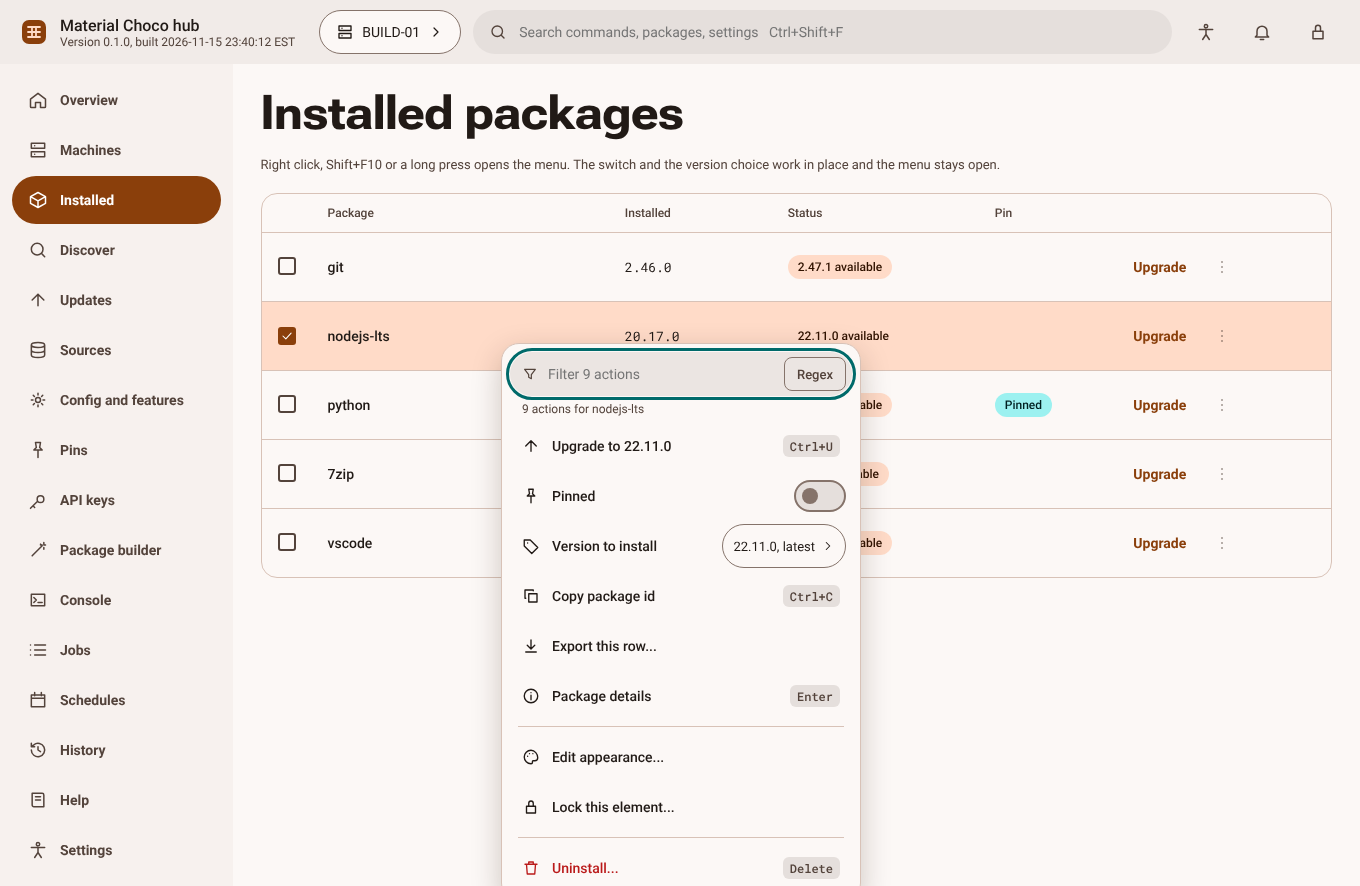 Material Choco hub
Version 0.1.0, built 2026-11-15 23:40:12 EST
BUILD-01
Search commands, packages, settings Ctrl+Shift+F
Overview
Machines
Installed
Discover
Updates
Sources
Config and features
Pins
API keys
Package builder
Console
Jobs
Schedules
History
Help
Settings
Installed packages
Right click, Shift+F10 or a long press opens the menu. The switch and the version choice work in place and the menu stays open.
Package Installed Status Pin
git 2.46.0 2.47.1 available Upgrade
nodejs-lts 20.17.0 22.11.0 available Upgrade
python Pinned Upgrade
7zip Upgrade
vscode Upgrade
Filter 9 actions Regex
9 actions for nodejs-lts
Upgrade to 22.11.0 Ctrl+U
Pinned
Version to install 22.11.0, latest
Copy package id Ctrl+C
Export this row...
Package details Enter
Edit appearance...
Lock this element...
Uninstall... Delete